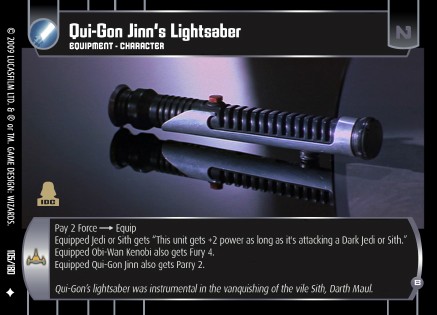 Qui-Gon Jinn's Lightsaber
EQUIPMENT - CHARACTER
N
© 2009 LUCASFILM LTD. & ® or TM. GAME DESIGN: WIZARDS.
IDC
Pay 2 Force → Equip
Equipped Jedi or Sith gets "This unit gets +2 power as long as it's attacking a Dark Jedi or Sith."
Equipped Obi-Wan Kenobi also gets Fury 4.
Equipped Qui-Gon Jinn also gets Parry 2.
Qui-Gon's lightsaber was instrumental in the vanquishing of the vile Sith, Darth Maul.